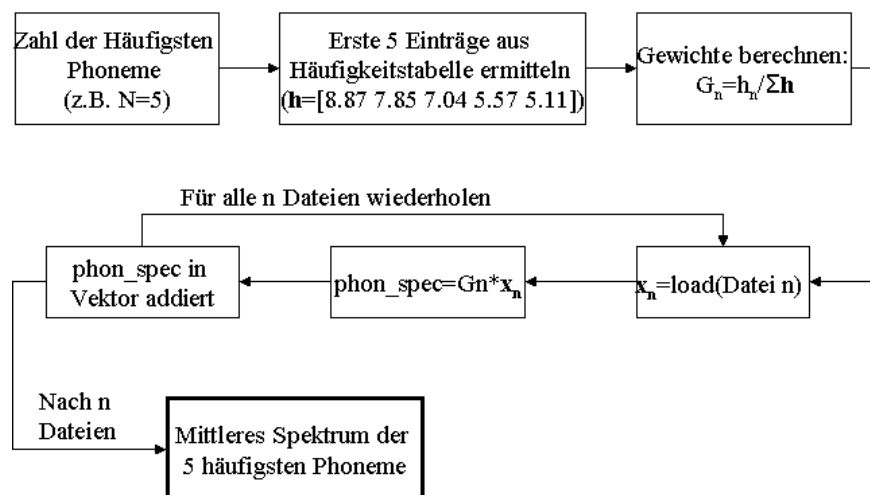 Zahl der Häufigsten
Phoneme
(z.B. N=5)
Erste 5 Einträge aus
Häufigkeitstabelle ermitteln
(h=[8.87 7.85 7.04 5.57 5.11])
Gewichte berechnen:
Gₙ=hₙ/Σh
Für alle n Dateien wiederholen
phon_spec in
Vektor addiert
phon_spec=Gn*xₙ
xₙ=load(Datei n)
Nach n
Dateien
Mittleres Spektrum der
5 häufigsten Phoneme